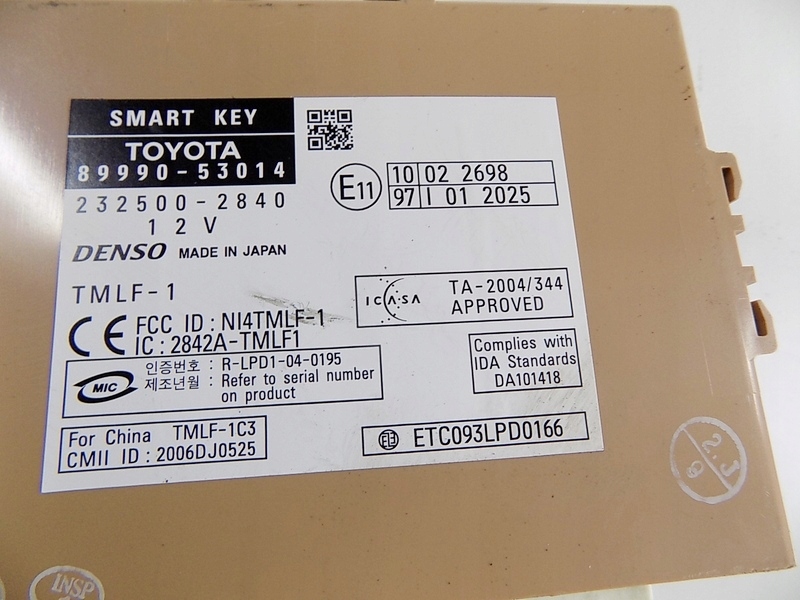 SMART KEY
TOYOTA
89990-53014
232500-2840
12V
DENSO MADE IN JAPAN
E11
10 02 2698
97 I 01 2025
TMLF-1
ICASA
TA-2004/344
APPROVED
CE FCC ID : NI4TMLF-1
IC : 2842A-TMLF1
MIC
인증번호 : R-LPD1-04-0195
제조년월 : Refer to serial number
on product
Complies with
IDA Standards
DA101418
For China TMLF-1C3
CMII ID : 2006DJ0525
ETC093LPD0166
2.J
9
INSP